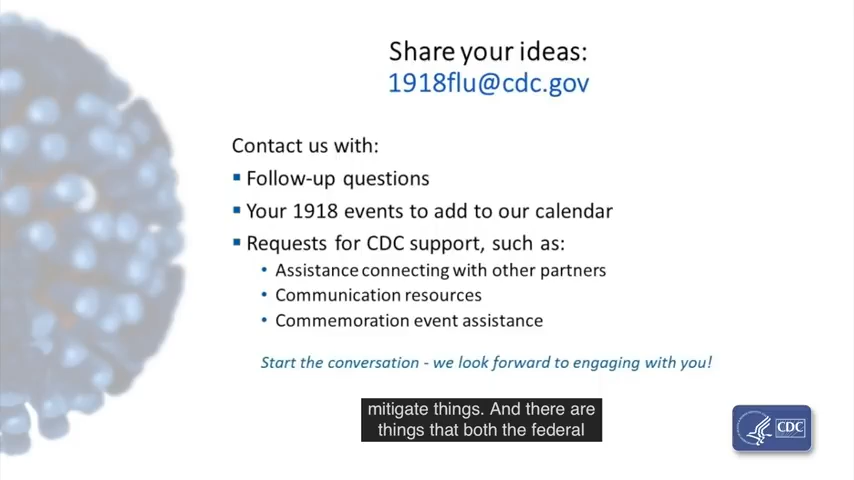 Share your ideas:
1918flu@cdc.gov
Contact us with:
▪ Follow-up questions
▪ Your 1918 events to add to our calendar
▪ Requests for CDC support, such as:
• Assistance connecting with other partners
• Communication resources
• Commemoration event assistance
Start the conversation - we look forward to engaging with you!
mitigate things. And there are
things that both the federal
CDC